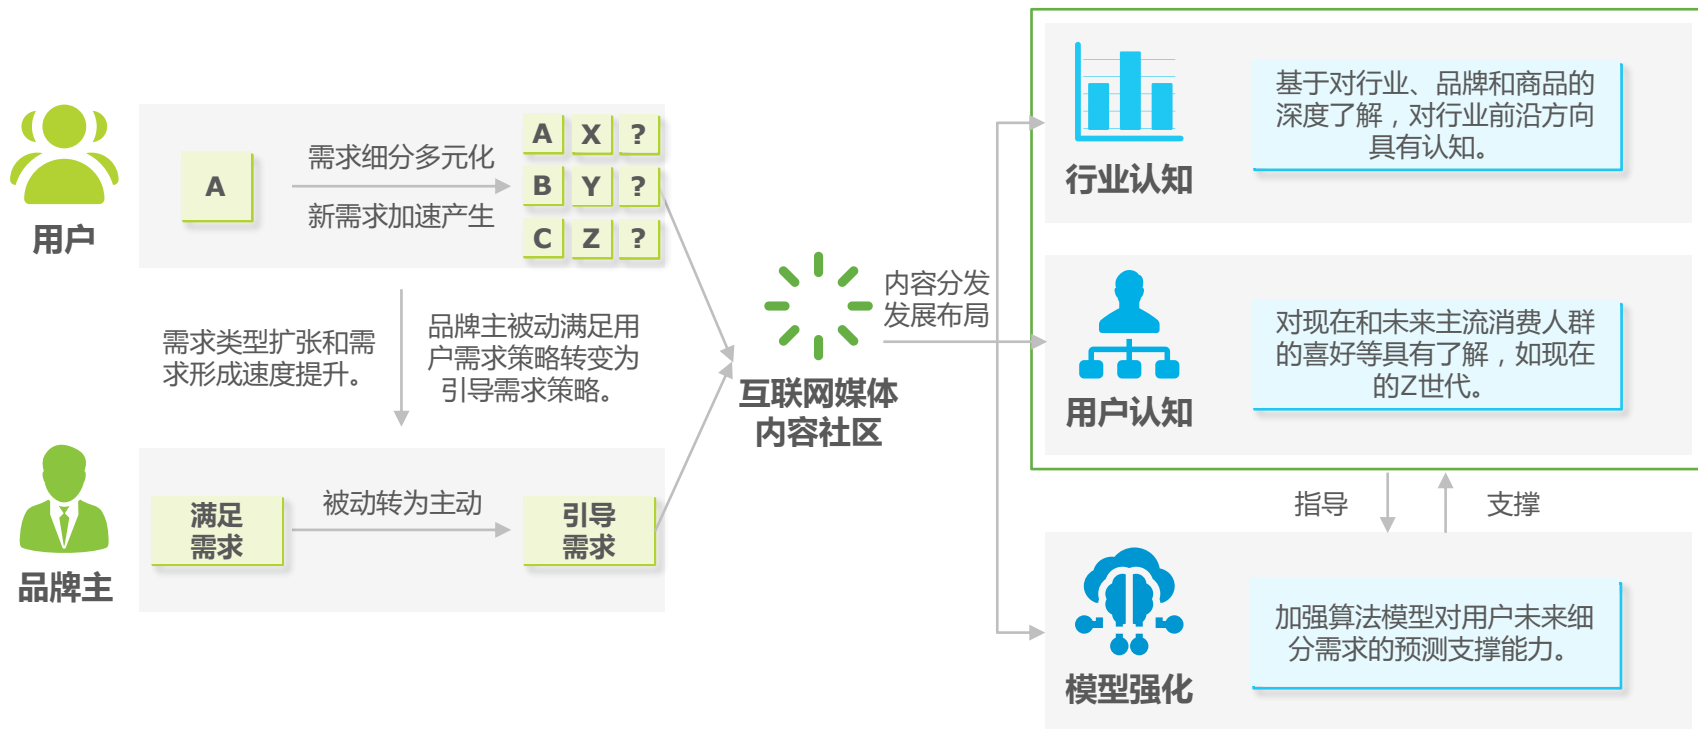 用户
A
需求细分多元化
新需求加速产生
A X ?
B Y ?
C Z ?
需求类型扩张和需
求形成速度提升。
品牌主被动满足用
户需求策略转变为
引导需求策略。
品牌主
满足
需求
被动转为主动
引导
需求
互联网媒体
内容社区
内容分发
发展布局
行业认知
基于对行业、品牌和商品的
深度了解，对行业前沿方向
具有认知。
用户认知
对现在和未来主流消费人群
的喜好等具有了解，如现在
的Z世代。
指导
支撑
模型强化
加强算法模型对用户未来细
分需求的预测支撑能力。